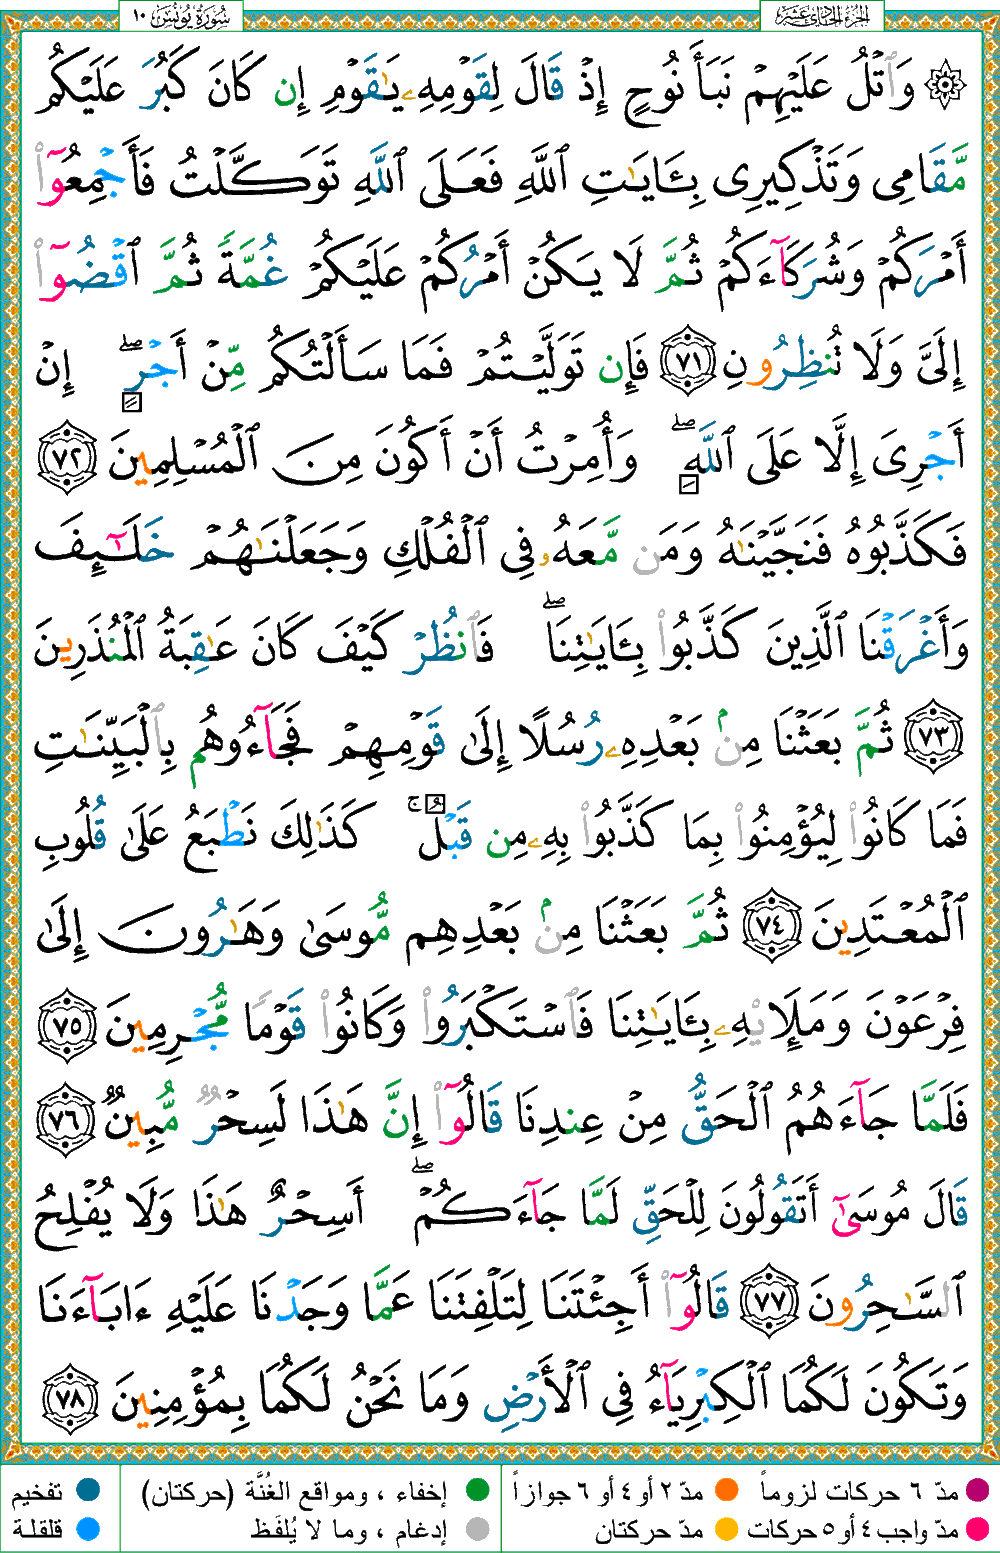 الجزء الحادى عشر
سورة يونس ١٠
۞ وَٱتۡلُ عَلَيۡهِمۡ نَبَأَ نُوحٍ إِذۡ قَالَ لِقَوۡمِهِۦ يَٰقَوۡمِ إِن كَانَ كَبُرَ عَلَيۡكُم
مَّقَامِي وَتَذۡكِيرِي بِـَٔايَٰتِ ٱللَّهِ فَعَلَى ٱللَّهِ تَوَكَّلۡتُ فَأَجۡمِعُوٓاْ
أَمۡرَكُمۡ وَشُرَكَآءَكُمۡ ثُمَّ لَا يَكُنۡ أَمۡرُكُمۡ عَلَيۡكُمۡ غُمَّةٗ ثُمَّ ٱقۡضُوٓاْ
إِلَيَّ وَلَا تُنظِرُونِ ٧١ فَإِن تَوَلَّيۡتُمۡ فَمَا سَأَلۡتُكُم مِّنۡ أَجۡرٍۖ إِنۡ
أَجۡرِيَ إِلَّا عَلَى ٱللَّهِۖ وَأُمِرۡتُ أَنۡ أَكُونَ مِنَ ٱلۡمُسۡلِمِينَ ٧٢
فَكَذَّبُوهُ فَنَجَّيۡنَٰهُ وَمَن مَّعَهُۥ فِي ٱلۡفُلۡكِ وَجَعَلۡنَٰهُمۡ خَلَٰٓئِفَ
وَأَغۡرَقۡنَا ٱلَّذِينَ كَذَّبُواْ بِـَٔايَٰتِنَاۖ فَٱنظُرۡ كَيۡفَ كَانَ عَٰقِبَةُ ٱلۡمُنذَرِينَ
٧٣ ثُمَّ بَعَثۡنَا مِنۢ بَعۡدِهِۦ رُسُلًا إِلَىٰ قَوۡمِهِمۡ فَجَآءُوهُم بِٱلۡبَيِّنَٰتِ
فَمَا كَانُواْ لِيُؤۡمِنُواْ بِمَا كَذَّبُواْ بِهِۦ مِن قَبۡلُۚ كَذَٰلِكَ نَطۡبَعُ عَلَىٰ قُلُوبِ
ٱلۡمُعۡتَدِينَ ٧٤ ثُمَّ بَعَثۡنَا مِنۢ بَعۡدِهِم مُّوسَىٰ وَهَٰرُونَ إِلَىٰ
فِرۡعَوۡنَ وَمَلَإِيْهِۦ بِـَٔايَٰتِنَا فَٱسۡتَكۡبَرُواْ وَكَانُواْ قَوۡمٗا مُّجۡرِمِينَ ٧٥
فَلَمَّا جَآءَهُمُ ٱلۡحَقُّ مِنۡ عِندِنَا قَالُوٓاْ إِنَّ هَٰذَا لَسِحۡرٞ مُّبِينٞ ٧٦
قَالَ مُوسَىٰٓ أَتَقُولُونَ لِلۡحَقِّ لَمَّا جَآءَكُمۡۖ أَسِحۡرٌ هَٰذَا وَلَا يُفۡلِحُ
ٱلسَّٰحِرُونَ ٧٧ قَالُوٓاْ أَجِئۡتَنَا لِتَلۡفِتَنَا عَمَّا وَجَدۡنَا عَلَيۡهِ ءَابَآءَنَا
وَتَكُونَ لَكُمَا ٱلۡكِبۡرِيَآءُ فِي ٱلۡأَرۡضِ وَمَا نَحۡنُ لَكُمَا بِمُؤۡمِنِينَ ٧٨
مدّ ٦ حركات لزوماً مدّ ٢ أو ٤ أو ٦ جوازاً إخفاء ، ومواقع الغُنَّة (حركتان) تفخيم
مدّ واجب ٤ أو ٥ حركات مدّ حركتان إدغام ، وما لا يُلفَظ قلقلة